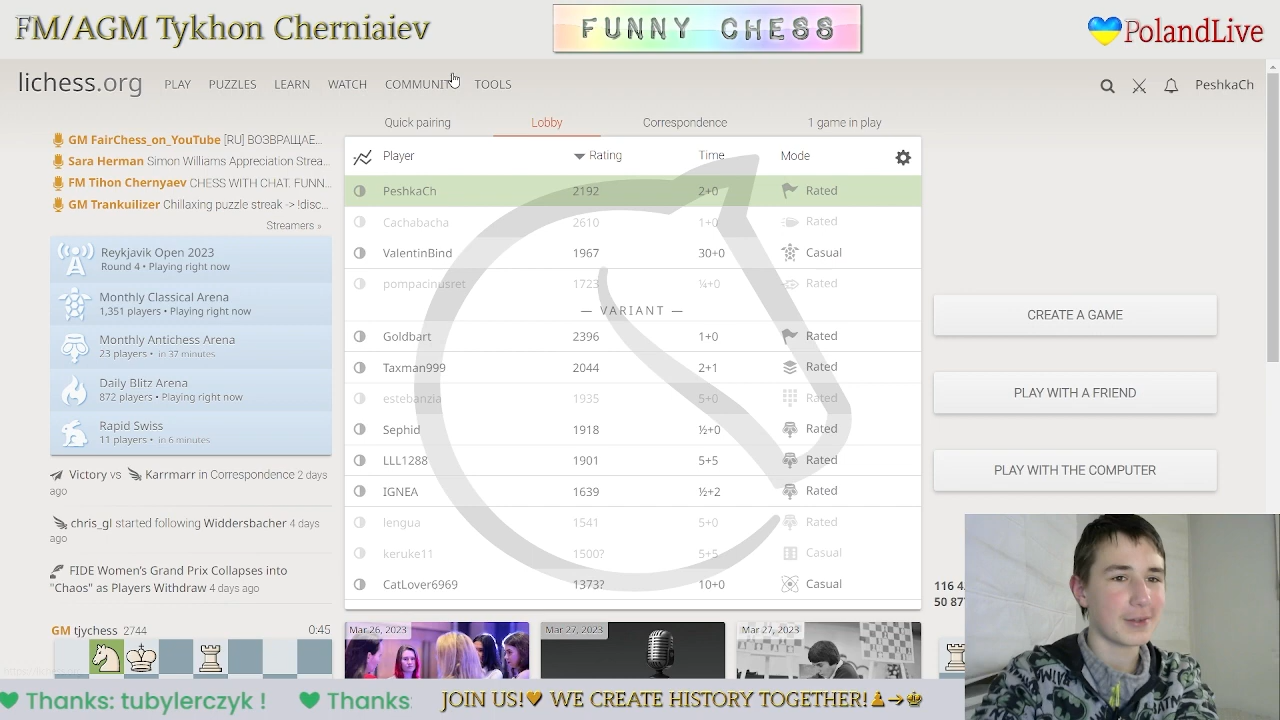 FM/AGM Tykhon Cherniaiev
FUNNY CHESS
PolandLive
lichess.org
PLAY PUZZLES LEARN WATCH COMMUNITY TOOLS
PeshkaCh
GM FairChess_on_YouTube [RU] ВОЗВРАЩАЕ...
Sara Herman Simon Williams Appreciation Strea...
FM Tihon Chernyaev CHESS WITH CHAT. FUNN...
GM Trankuilizer Chillaxing puzzle streak -> !disc...
Streamers »
Reykjavik Open 2023
Round 4 • Playing right now
Monthly Classical Arena
1,351 players • Playing right now
Monthly Antichess Arena
23 players • in 37 minutes
Daily Blitz Arena
872 players • Playing right now
Rapid Swiss
11 players • in 6 minutes
Victory vs Karmarr in Correspondence 2 days
ago
chris_gl started following Widdersbacher 4 days
ago
FIDE Women's Grand Prix Collapses into
"Chaos" as Players Withdraw 4 days ago
GM tjychess 2744 0:45
Quick pairing Lobby Correspondence 1 game in play
Player Rating Time Mode
PeshkaCh 2192 2+0 Rated
Cachabacha 2610 1+0 Rated
ValentinBind 1967 30+0 Casual
pompacinusret 1723 ¼+0 Rated
— VARIANT —
Goldbart 2396 1+0 Rated
Taxman999 2044 2+1 Rated
estebanzia 1935 5+0 Rated
Sephid 1918 ½+0 Rated
LLL1288 1901 5+5 Rated
IGNEA 1639 ½+2 Rated
lengua 1541 5+0 Rated
keruke11 1500? 5+5 Casual
CatLover6969 1373? 10+0 Casual
CREATE A GAME
PLAY WITH A FRIEND
PLAY WITH THE COMPUTER
116 4
50 87
Mar 26, 2023 Mar 27, 2023 Mar 27, 2023
Thanks: tubylerczyk ! Thanks:
JOIN US! WE CREATE HISTORY TOGETHER!